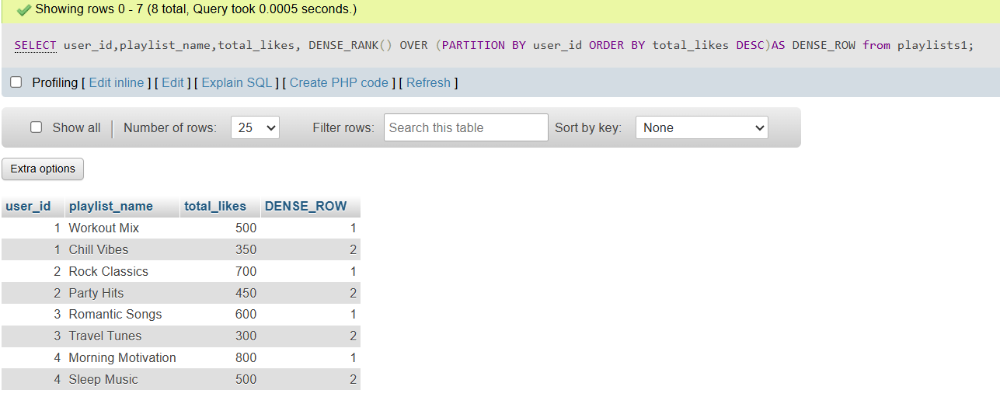 Showing rows 0 - 7 (8 total, Query took 0.0005 seconds.)
SELECT user_id,playlist_name,total_likes, DENSE_RANK() OVER (PARTITION BY user_id ORDER BY total_likes DESC)AS DENSE_ROW from playlists1;
Profiling [ Edit inline ] [ Edit ] [ Explain SQL ] [ Create PHP code ] [ Refresh ]
Show all | Number of rows: 25 Filter rows: Search this table Sort by key: None
Extra options
user_id playlist_name total_likes DENSE_ROW
1 Workout Mix 500 1
1 Chill Vibes 350 2
2 Rock Classics 700 1
2 Party Hits 450 2
3 Romantic Songs 600 1
3 Travel Tunes 300 2
4 Morning Motivation 800 1
4 Sleep Music 500 2